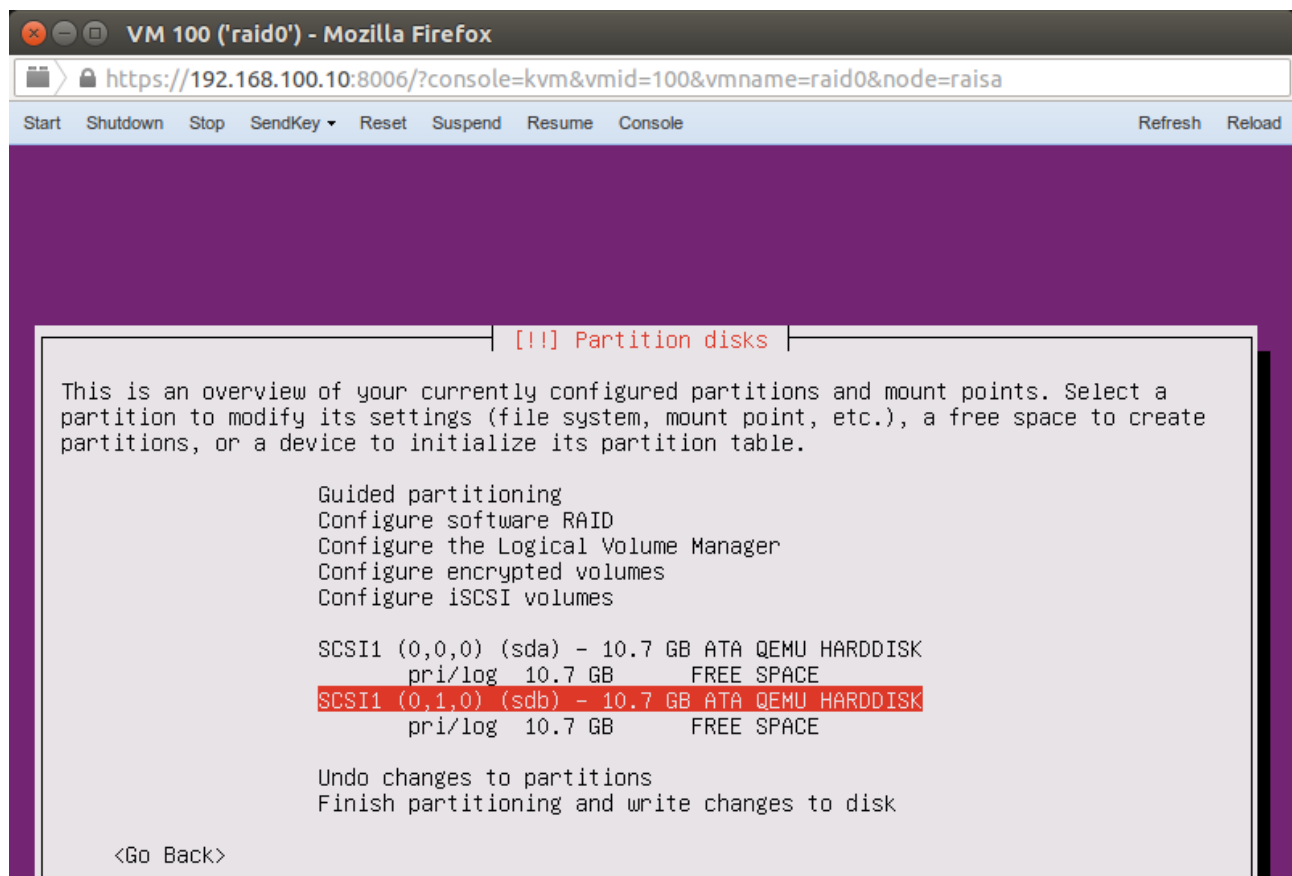 VM 100 ('raid0') - Mozilla Firefox
https://192.168.100.10:8006/?console=kvm&vmid=100&vmname=raid0&node=raisa
Start Shutdown Stop SendKey Reset Suspend Resume Console Refresh Reload
[!!] Partition disks
This is an overview of your currently configured partitions and mount points. Select a
partition to modify its settings (file system, mount point, etc.), a free space to create
partitions, or a device to initialize its partition table.
Guided partitioning
Configure software RAID
Configure the Logical Volume Manager
Configure encrypted volumes
Configure iSCSI volumes
SCSI1 (0,0,0) (sda) - 10.7 GB ATA QEMU HARDDISK
pri/log 10.7 GB FREE SPACE
SCSI1 (0,1,0) (sdb) - 10.7 GB ATA QEMU HARDDISK
pri/log 10.7 GB FREE SPACE
Undo changes to partitions
Finish partitioning and write changes to disk
<Go Back>